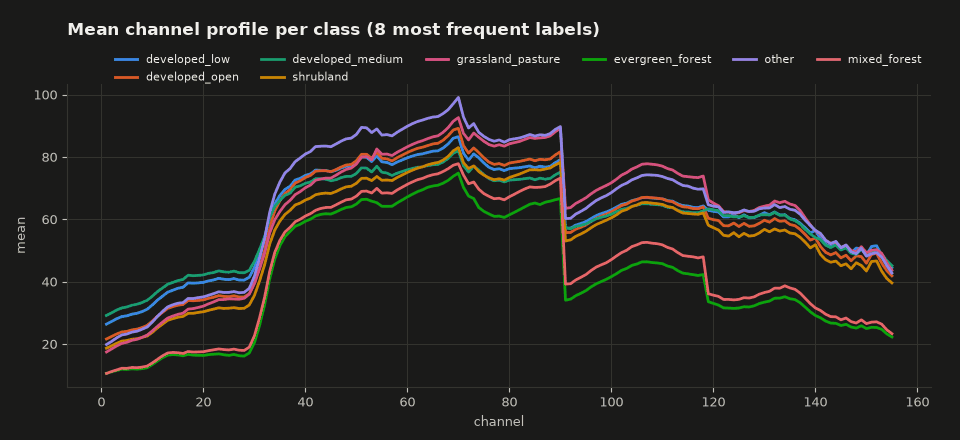 Mean channel profile per class (8 most frequent labels)
developed_low developed_medium grassland_pasture evergreen_forest other mixed_forest
developed_open shrubland
100
80
60
40
20
mean
0 20 40 60 80 100 120 140 160
channel